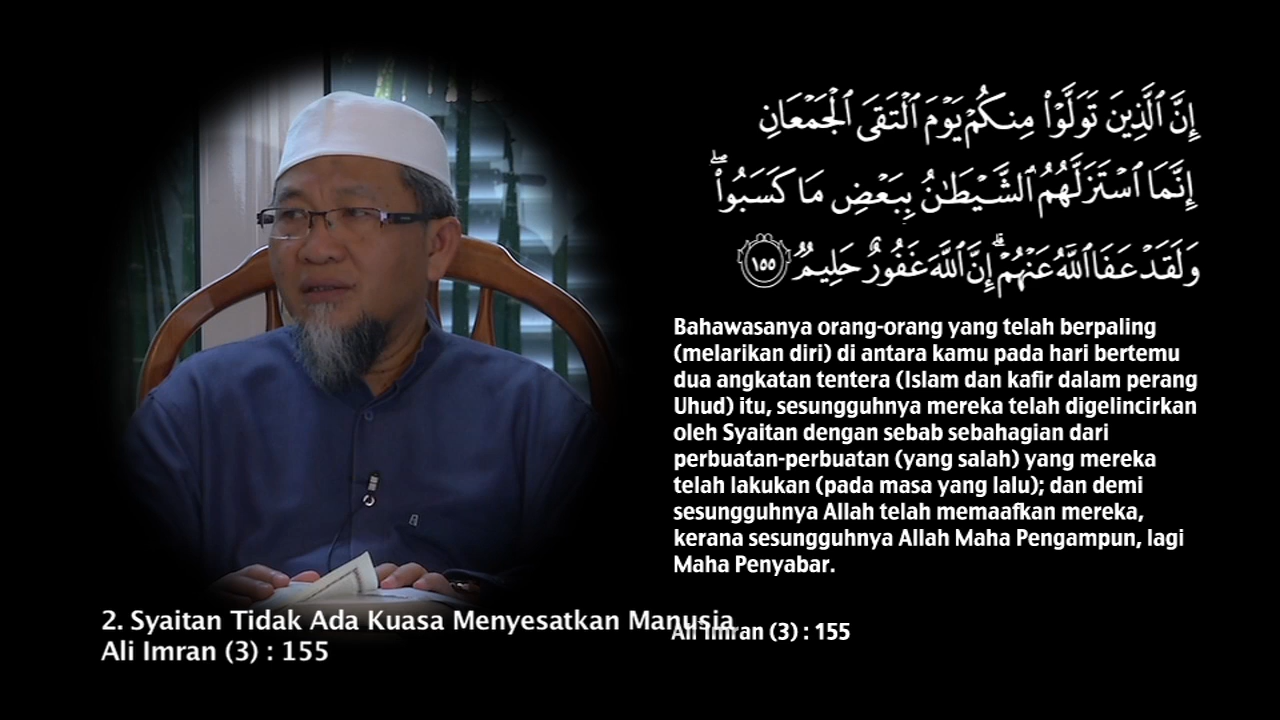 إِنَّ ٱلَّذِينَ تَوَلَّوْا۟ مِنكُمْ يَوْمَ ٱلْتَقَى ٱلْجَمْعَانِ
إِنَّمَا ٱسْتَزَلَّهُمُ ٱلشَّيْطَـٰنُ بِبَعْضِ مَا كَسَبُوا۟ ۖ
وَلَقَدْ عَفَا ٱللَّهُ عَنْهُمْ ۗ إِنَّ ٱللَّهَ غَفُورٌ حَلِيمٌ ١٥٥
Bahawasanya orang-orang yang telah berpaling
(melarikan diri) di antara kamu pada hari bertemu
dua angkatan tentera (Islam dan kafir dalam perang
Uhud) itu, sesungguhnya mereka telah digelincirkan
oleh Syaitan dengan sebab sebahagian dari
perbuatan-perbuatan (yang salah) yang mereka
telah lakukan (pada masa yang lalu); dan demi
sesungguhnya Allah telah memaafkan mereka,
kerana sesungguhnya Allah Maha Pengampun, lagi
Maha Penyabar.
Ali Imran (3) : 155
2. Syaitan Tidak Ada Kuasa Menyesatkan Manusia
Ali Imran (3) : 155